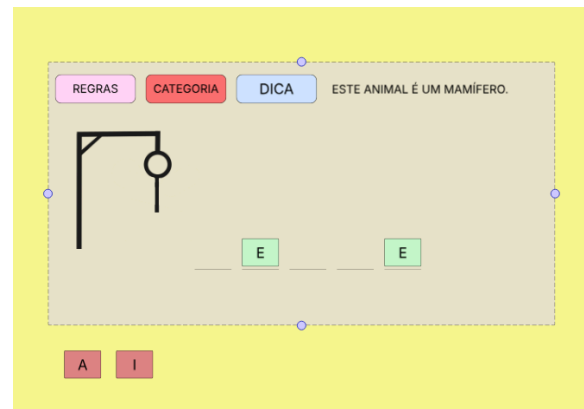 REGRAS CATEGORIA DICA ESTE ANIMAL É UM MAMÍFERO.
E E
A I